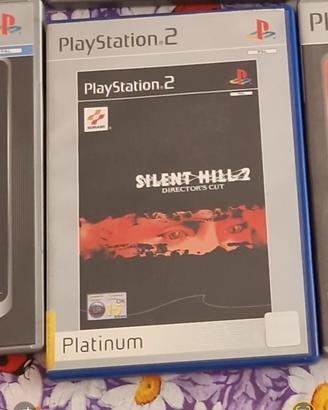 PlayStation 2
PlayStation 2
KONAMI
SILENT HILL 2
DIRECTOR'S CUT
Platinum
P